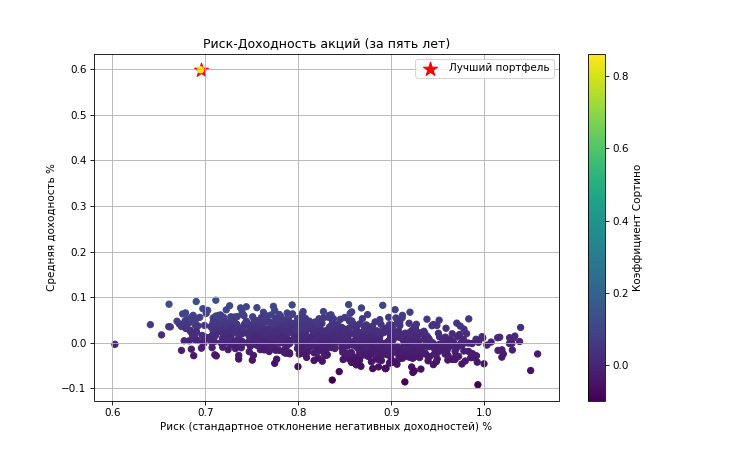 Риск-Доходность акций (за пять лет)
Лучший портфель
0.6
0.5
0.4
0.3
0.2
0.1
0.0
−0.1
Средняя доходность %
0.6 0.7 0.8 0.9 1.0
Риск (стандартное отклонение негативных доходностей) %
0.8
0.6
0.4
0.2
0.0
Коэффициент Сортино